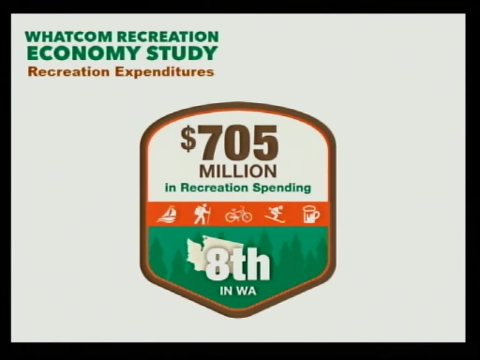 WHATCOM RECREATION
ECONOMY STUDY
Recreation Expenditures
$705
MILLION
in Recreation Spending
8th
IN WA